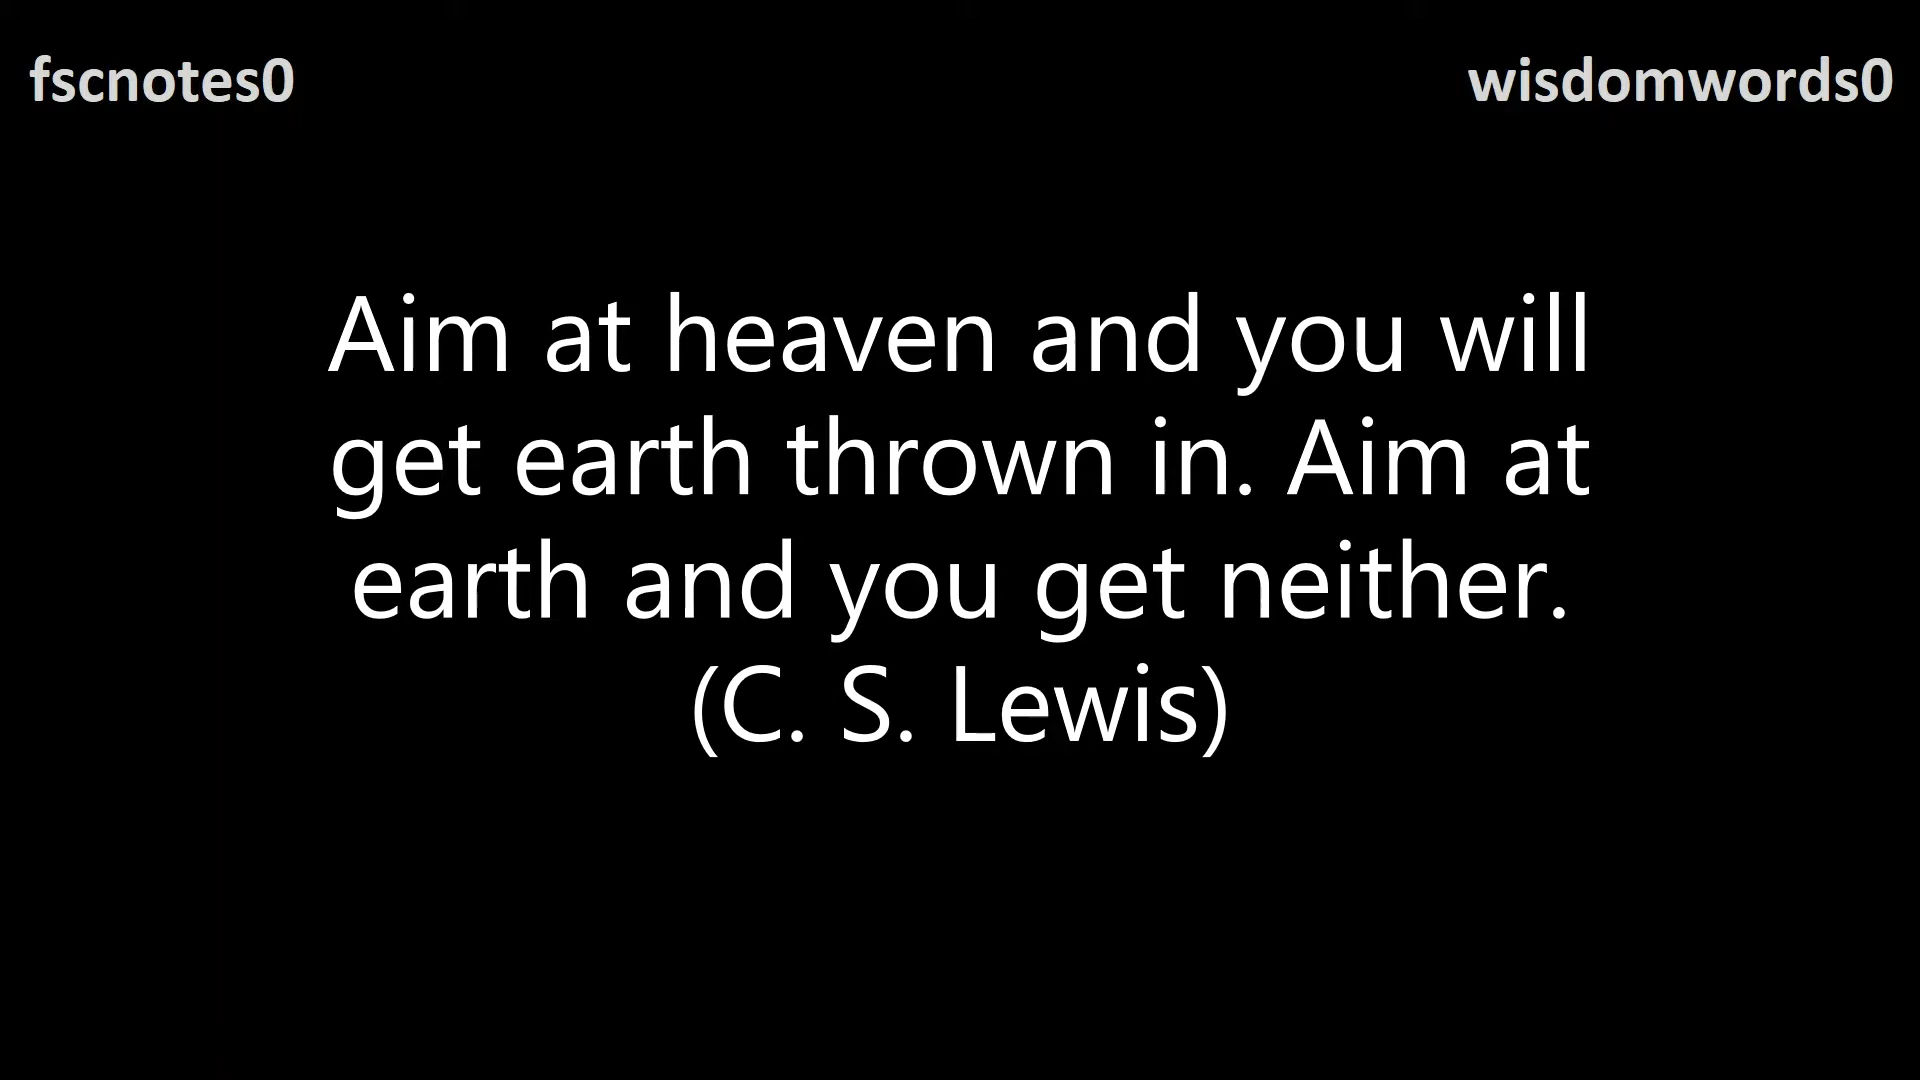 fscnotes0
wisdomwords0
Aim at heaven and you will
get earth thrown in. Aim at
earth and you get neither.
(C. S. Lewis)